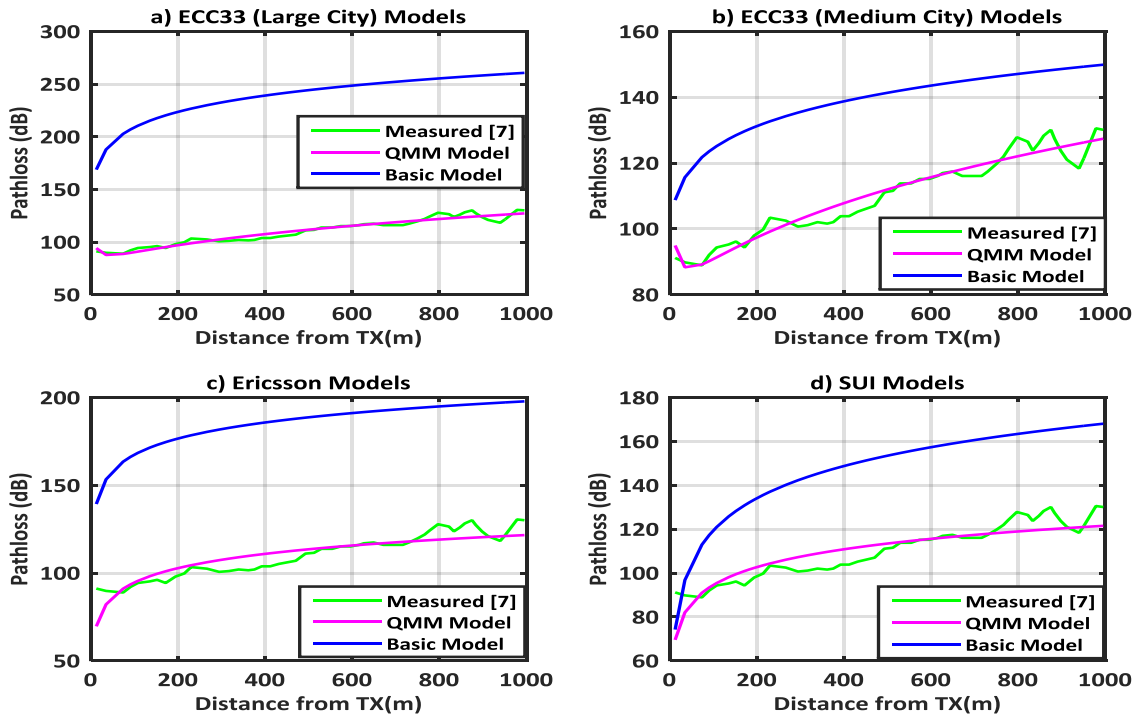 a) ECC33 (Large City) Models
300
250
200
150
100
50
Pathloss (dB)
Measured [7]
QMM Model
Basic Model
0 200 400 600 800 1000
Distance from TX(m)
b) ECC33 (Medium City) Models
160
140
120
100
80
Pathloss (dB)
Measured [7]
QMM Model
Basic Model
0 200 400 600 800 1000
Distance from TX(m)
c) Ericsson Models
200
150
100
50
Pathloss (dB)
Measured [7]
QMM Model
Basic Model
0 200 400 600 800 1000
Distance from TX(m)
d) SUI Models
180
160
140
120
100
80
60
Pathloss (dB)
Measured [7]
QMM Model
Basic Model
0 200 400 600 800 1000
Distance from TX(m)